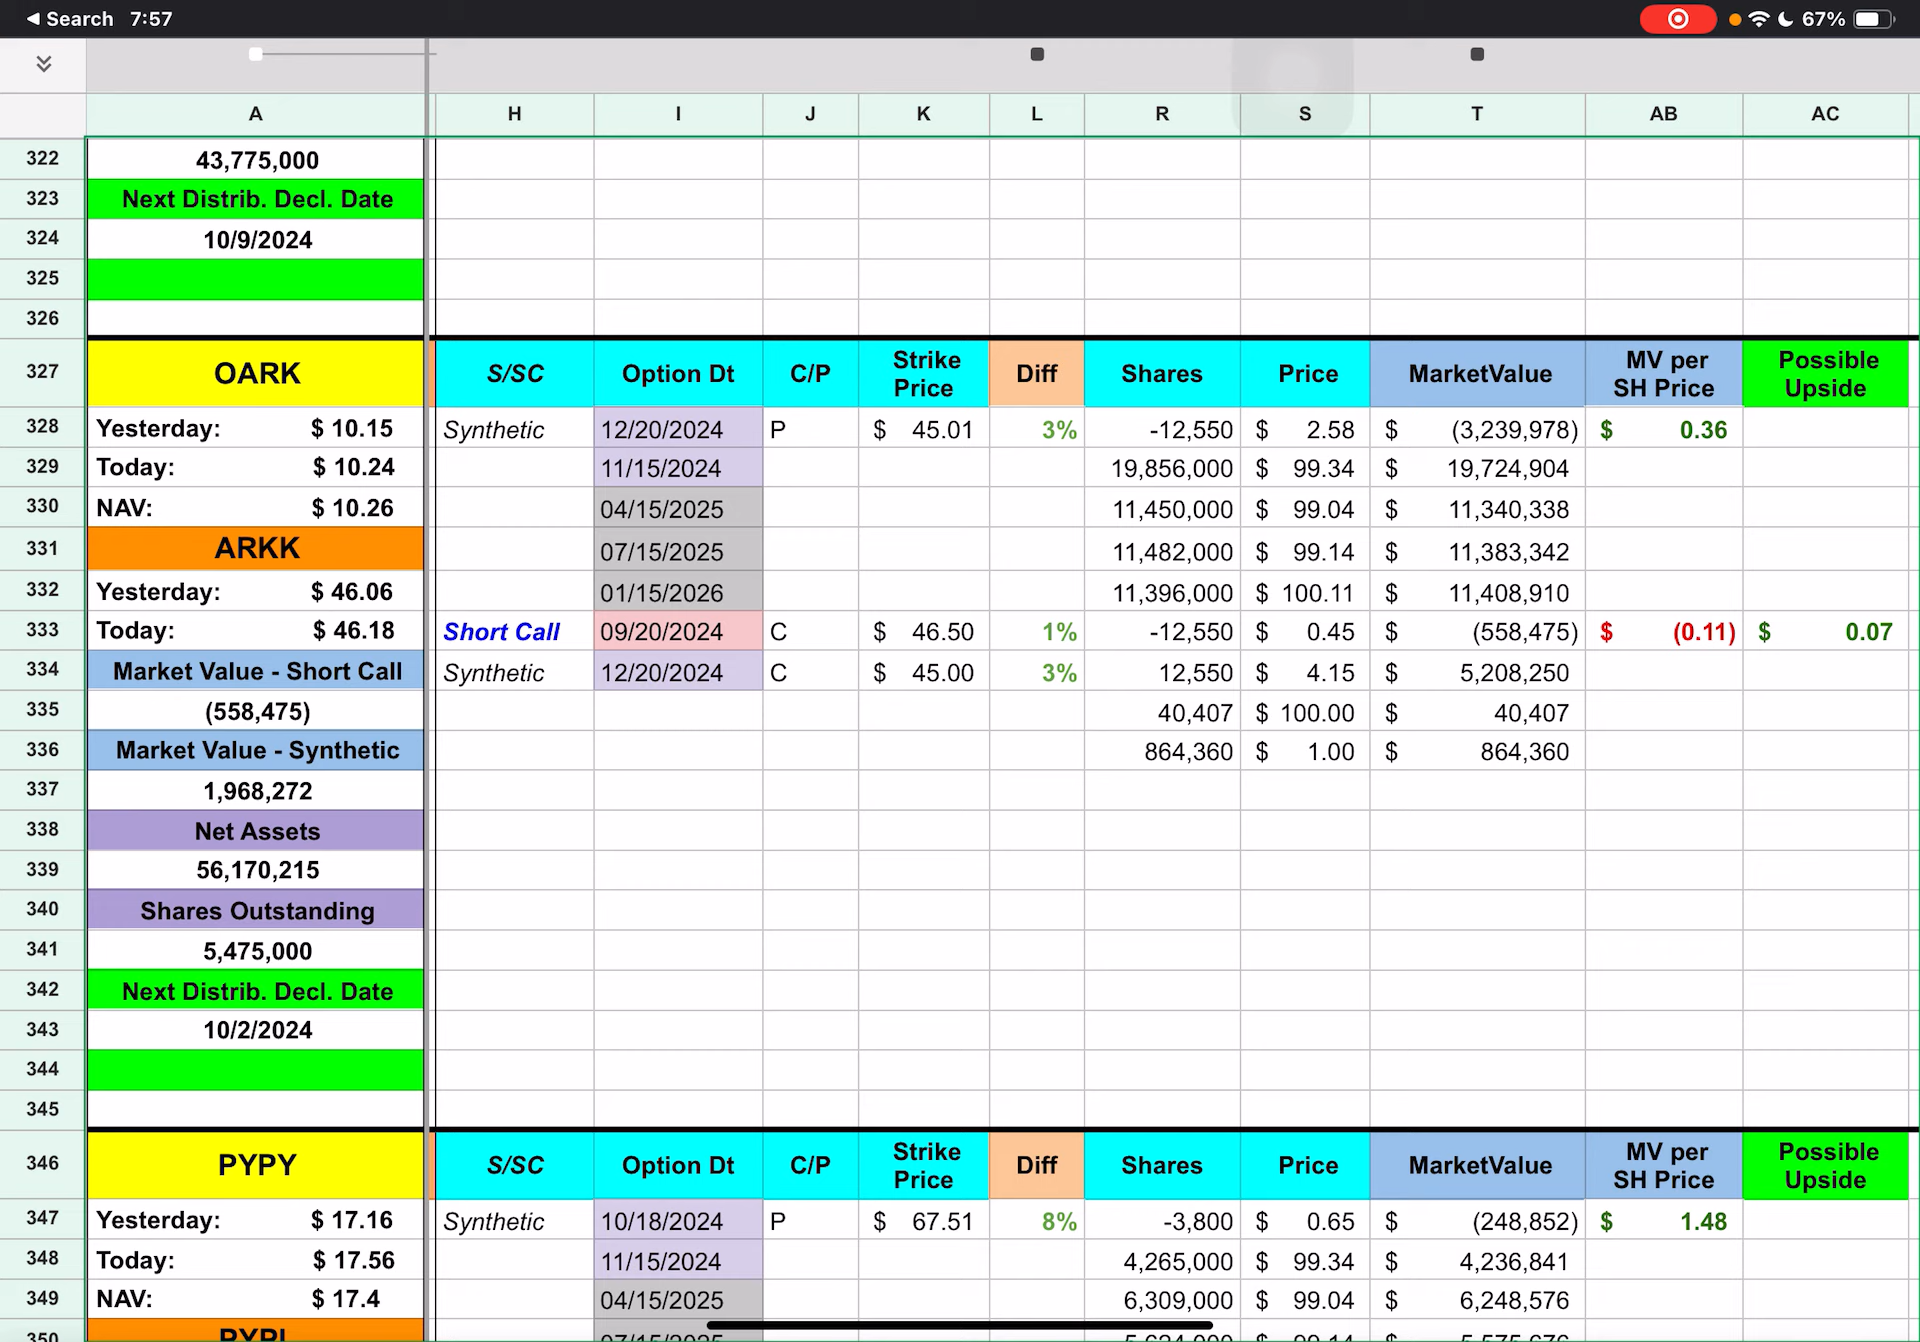 Search 7:57 67%
A H I J K L R S T AB AC
322 43,775,000
323 Next Distrib. Decl. Date
324 10/9/2024
325
326
327 OARK S/SC Option Dt C/P Strike Price Diff Shares Price MarketValue MV per SH Price Possible Upside
328 Yesterday: $ 10.15 Synthetic 12/20/2024 P $ 45.01 3% -12,550 $ 2.58 $ (3,239,978) $ 0.36
329 Today: $ 10.24 11/15/2024 19,856,000 $ 99.34 $ 19,724,904
330 NAV: $ 10.26 04/15/2025 11,450,000 $ 99.04 $ 11,340,338
331 ARKK 07/15/2025 11,482,000 $ 99.14 $ 11,383,342
332 Yesterday: $ 46.06 01/15/2026 11,396,000 $ 100.11 $ 11,408,910
333 Today: $ 46.18 Short Call 09/20/2024 C $ 46.50 1% -12,550 $ 0.45 $ (558,475) $ (0.11) $ 0.07
334 Market Value - Short Call Synthetic 12/20/2024 C $ 45.00 3% 12,550 $ 4.15 $ 5,208,250
335 (558,475) 40,407 $ 100.00 $ 40,407
336 Market Value - Synthetic 864,360 $ 1.00 $ 864,360
337 1,968,272
338 Net Assets
339 56,170,215
340 Shares Outstanding
341 5,475,000
342 Next Distrib. Decl. Date
343 10/2/2024
344
345
346 PYPY S/SC Option Dt C/P Strike Price Diff Shares Price MarketValue MV per SH Price Possible Upside
347 Yesterday: $ 17.16 Synthetic 10/18/2024 P $ 67.51 8% -3,800 $ 0.65 $ (248,852) $ 1.48
348 Today: $ 17.56 11/15/2024 4,265,000 $ 99.34 $ 4,236,841
349 NAV: $ 17.4 04/15/2025 6,309,000 $ 99.04 $ 6,248,576
350 PYPL